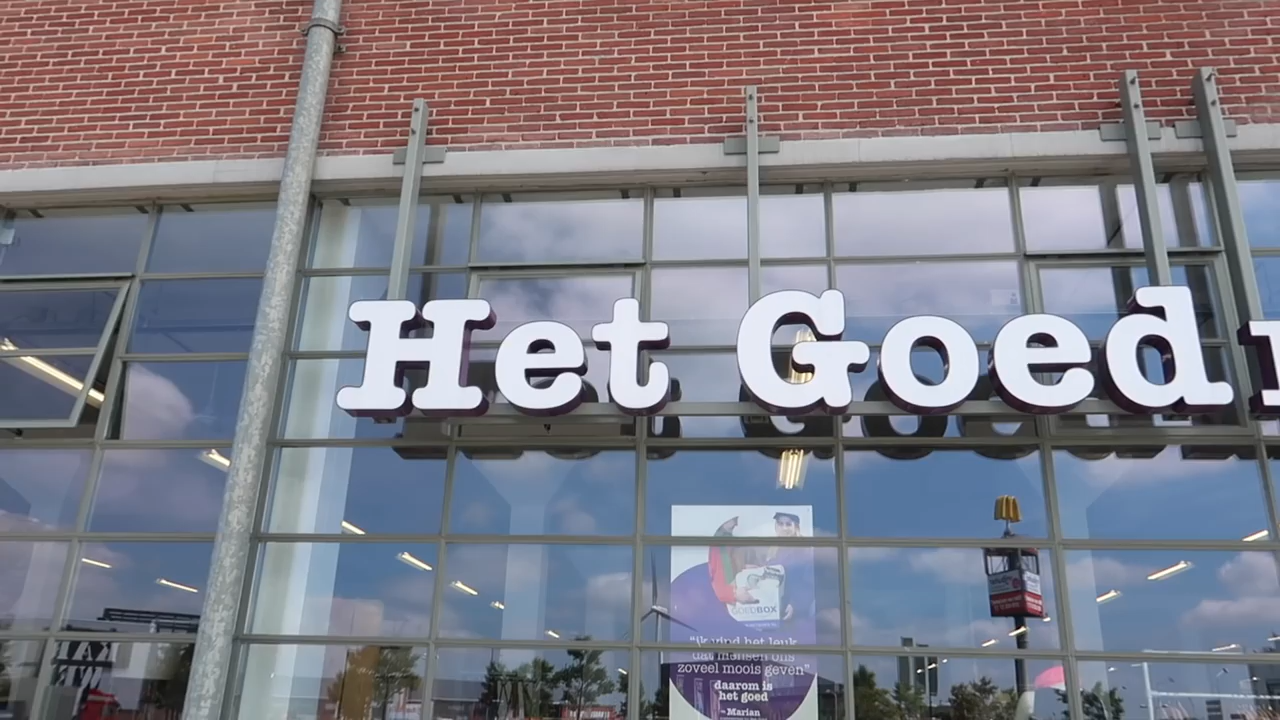 Het Goed
GOEDBOX
"ik vind het leuk
dat mensen ons
zoveel moois geven"
daarom is
het goed
- Marian